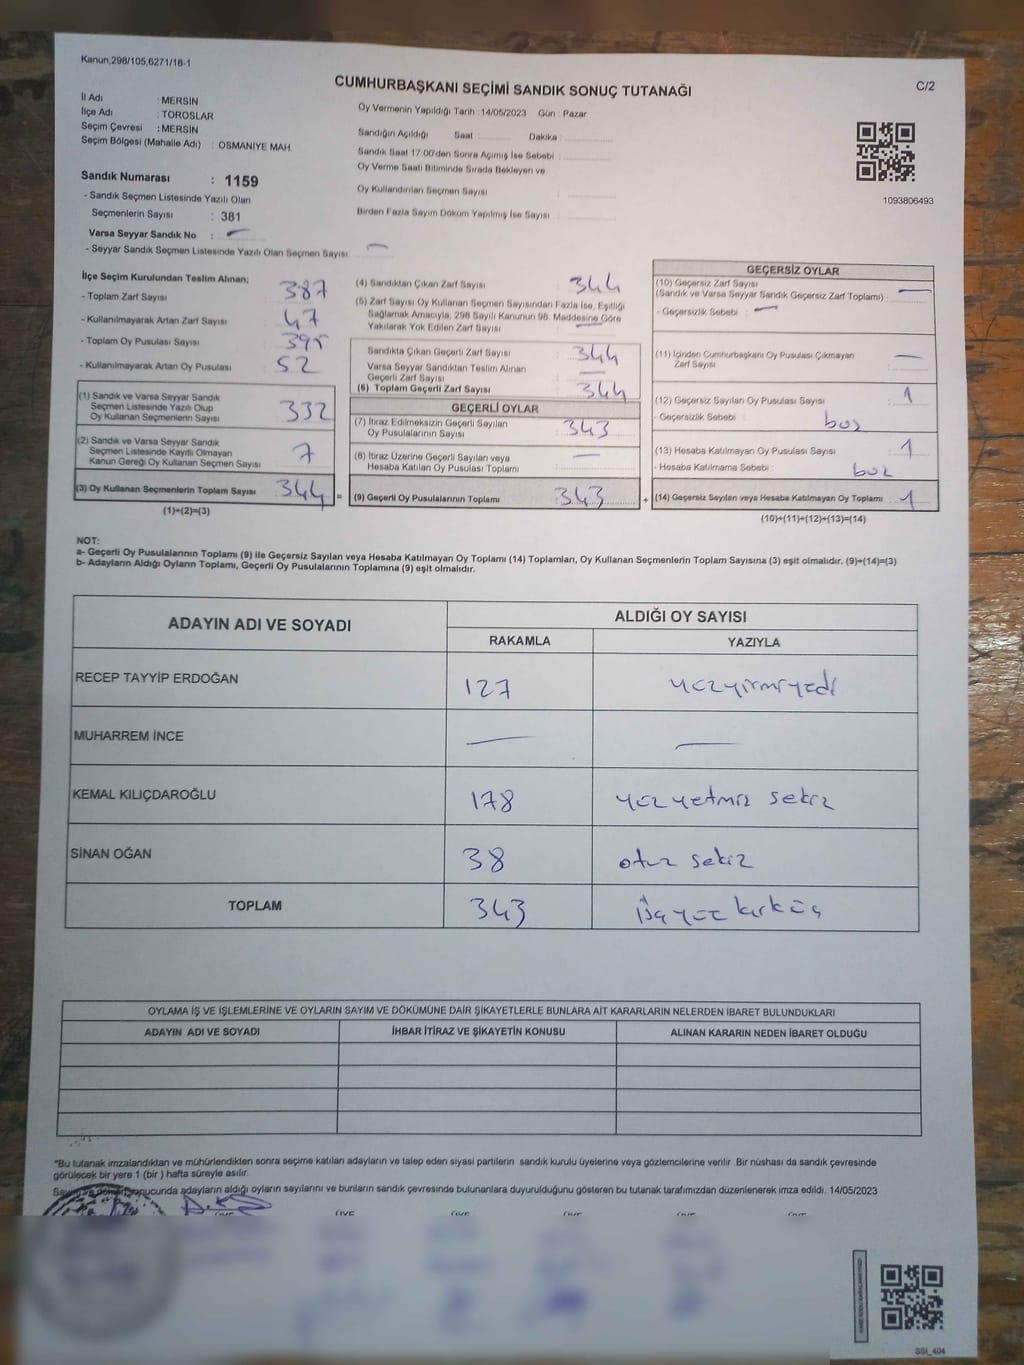 Kanun,298/105,6271/18-1
CUMHURBAŞKANI SEÇİMİ SANDIK SONUÇ TUTANAĞI
C/2
İl Adı : MERSİN
İlçe Adı : TOROSLAR
Seçim Çevresi : MERSİN
Seçim Bölgesi (Mahalle Adı) : OSMANİYE MAH.
Sandık Numarası : 1159
- Sandık Seçmen Listesinde Yazılı Olan
Seçmenlerin Sayısı : 381
Varsa Seyyar Sandık No : —
- Seyyar Sandık Seçmen Listesinde Yazılı Olan Seçmen Sayısı: —
Oy Vermenin Yapıldığı Tarih : 14/05/2023 Gün : Pazar
Sandığın Açıldığı Saat Dakika
Sandık Saat 17:00'den Sonra Açımış İse Sebebi :
Oy Verme Saati Bitiminde Sırada Bekleyen ve
Oy Kullandırılan Seçmen Sayısı
Birden Fazla Sayım Döküm Yapılmış İse Sayısı :
1093806493
İlçe Seçim Kurulundan Teslim Alınan;
- Toplam Zarf Sayısı 387
- Kullanılmayarak Artan Zarf Sayısı 47
- Toplam Oy Pusulası Sayısı 395
- Kullanılmayarak Artan Oy Pusulası 52
(1) Sandık ve Varsa Seyyar Sandık
Seçmen Listesinde Yazılı Olup
Oy Kullanan Seçmenlerin Sayısı 332
(2) Sandık ve Varsa Seyyar Sandık
Seçmen Listesinde Kayıtlı Olmayan
Kanun Gereği Oy Kullanan Seçmen Sayısı 7
(3) Oy Kullanan Seçmenlerin Toplam Sayısı 344 =
(1)+(2)=(3)
(4) Sandıktan Çıkan Zarf Sayısı 344
(5) Zarf Sayısı Oy Kullanan Seçmen Sayısından Fazla İse, Eşitliği
Sağlamak Amacıyla; 298 Sayılı Kanunun 98. Maddesine Göre
Yakılarak Yok Edilen Zarf Sayısı —
Sandıkta Çıkan Geçerli Zarf Sayısı 344
Varsa Seyyar Sandıktan Teslim Alınan
Geçerli Zarf Sayısı —
(6) Toplam Geçerli Zarf Sayısı 344
GEÇERLİ OYLAR
(7) İtiraz Edilmeksizin Geçerli Sayılan
Oy Pusulalarının Sayısı 343
(8) İtiraz Üzerine Geçerli Sayılan veya
Hesaba Katılan Oy Pusulası Toplamı —
(9) Geçerli Oy Pusulalarının Toplamı 343 +
GEÇERSİZ OYLAR
(10) Geçersiz Zarf Sayısı
(Sandık ve Varsa Seyyar Sandık Geçersiz Zarf Toplamı) : —
- Geçersizlik Sebebi : —
(11) İçinden Cumhurbaşkanı Oy Pusulası Çıkmayan
Zarf Sayısı —
(12) Geçersiz Sayılan Oy Pusulası Sayısı : 1
- Geçersizlik Sebebi : boş
(13) Hesaba Katılmayan Oy Pusulası Sayısı : 1
- Hesaba Katılmama Sebebi :
(14) Geçersiz Sayılan veya Hesaba Katılmayan Oy Toplamı : 1
(10)+(11)+(12)+(13)=(14)
NOT:
a- Geçerli Oy Pusulalarının Toplamı (9) ile Geçersiz Sayılan veya Hesaba Katılmayan Oy Toplamı (14) Toplamları, Oy Kullanan Seçmenlerin Toplam Sayısına (3) eşit olmalıdır. (9)+(14)=(3)
b- Adayların Aldığı Oyların Toplamı, Geçerli Oy Pusulalarının Toplamına (9) eşit olmalıdır.
ADAYIN ADI VE SOYADI
ALDIĞI OY SAYISI
RAKAMLA YAZIYLA
RECEP TAYYİP ERDOĞAN 127 yüzyirmiyedi
MUHARREM İNCE — —
KEMAL KILIÇDAROĞLU 178 yüz yetmiş sekiz
SİNAN OĞAN 38 otuz sekiz
TOPLAM 343 üçyüz kırk üç
OYLAMA İŞ VE İŞLEMLERİNE VE OYLARIN SAYIM VE DÖKÜMÜNE DAİR ŞİKAYETLERLE BUNLARA AİT KARARLARIN NELERDEN İBARET BULUNDUKLARI
ADAYIN ADI VE SOYADI İHBAR İTİRAZ VE ŞİKAYETİN KONUSU ALINAN KARARIN NEDEN İBARET OLDUĞU
*Bu tutanak imzalandıktan ve mühürlendikten sonra seçime katılan adayların ve talep eden siyasi partilerin sandık kurulu üyelerine veya gözlemcilerine verilir. Bir nüshası da sandık çevresinde
görülecek bir yere 1 (bir ) hafta süreyle asılır.
sonucunda adayların aldığı oyların sayılarını ve bunların sandık çevresinde bulunanlara duyurulduğunu gösteren bu tutanak tarafımızdan düzenlenerek imza edildi. 14/05/2023
SSI_404